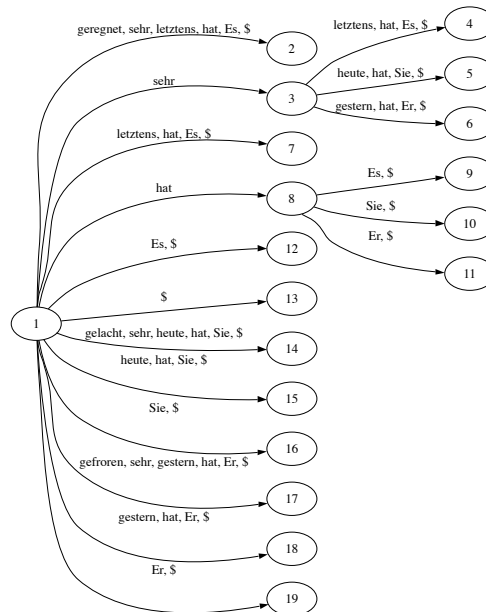 geregnet, sehr, letztens, hat, Es, $
2
sehr
3
letztens, hat, Es, $
4
heute, hat, Sie, $
5
gestern, hat, Er, $
6
letztens, hat, Es, $
7
hat
8
Es, $
9
Sie, $
10
Er, $
11
Es, $
12
$
13
1
gelacht, sehr, heute, hat, Sie, $
14
heute, hat, Sie, $
15
Sie, $
16
gefroren, sehr, gestern, hat, Er, $
17
gestern, hat, Er, $
18
Er, $
19